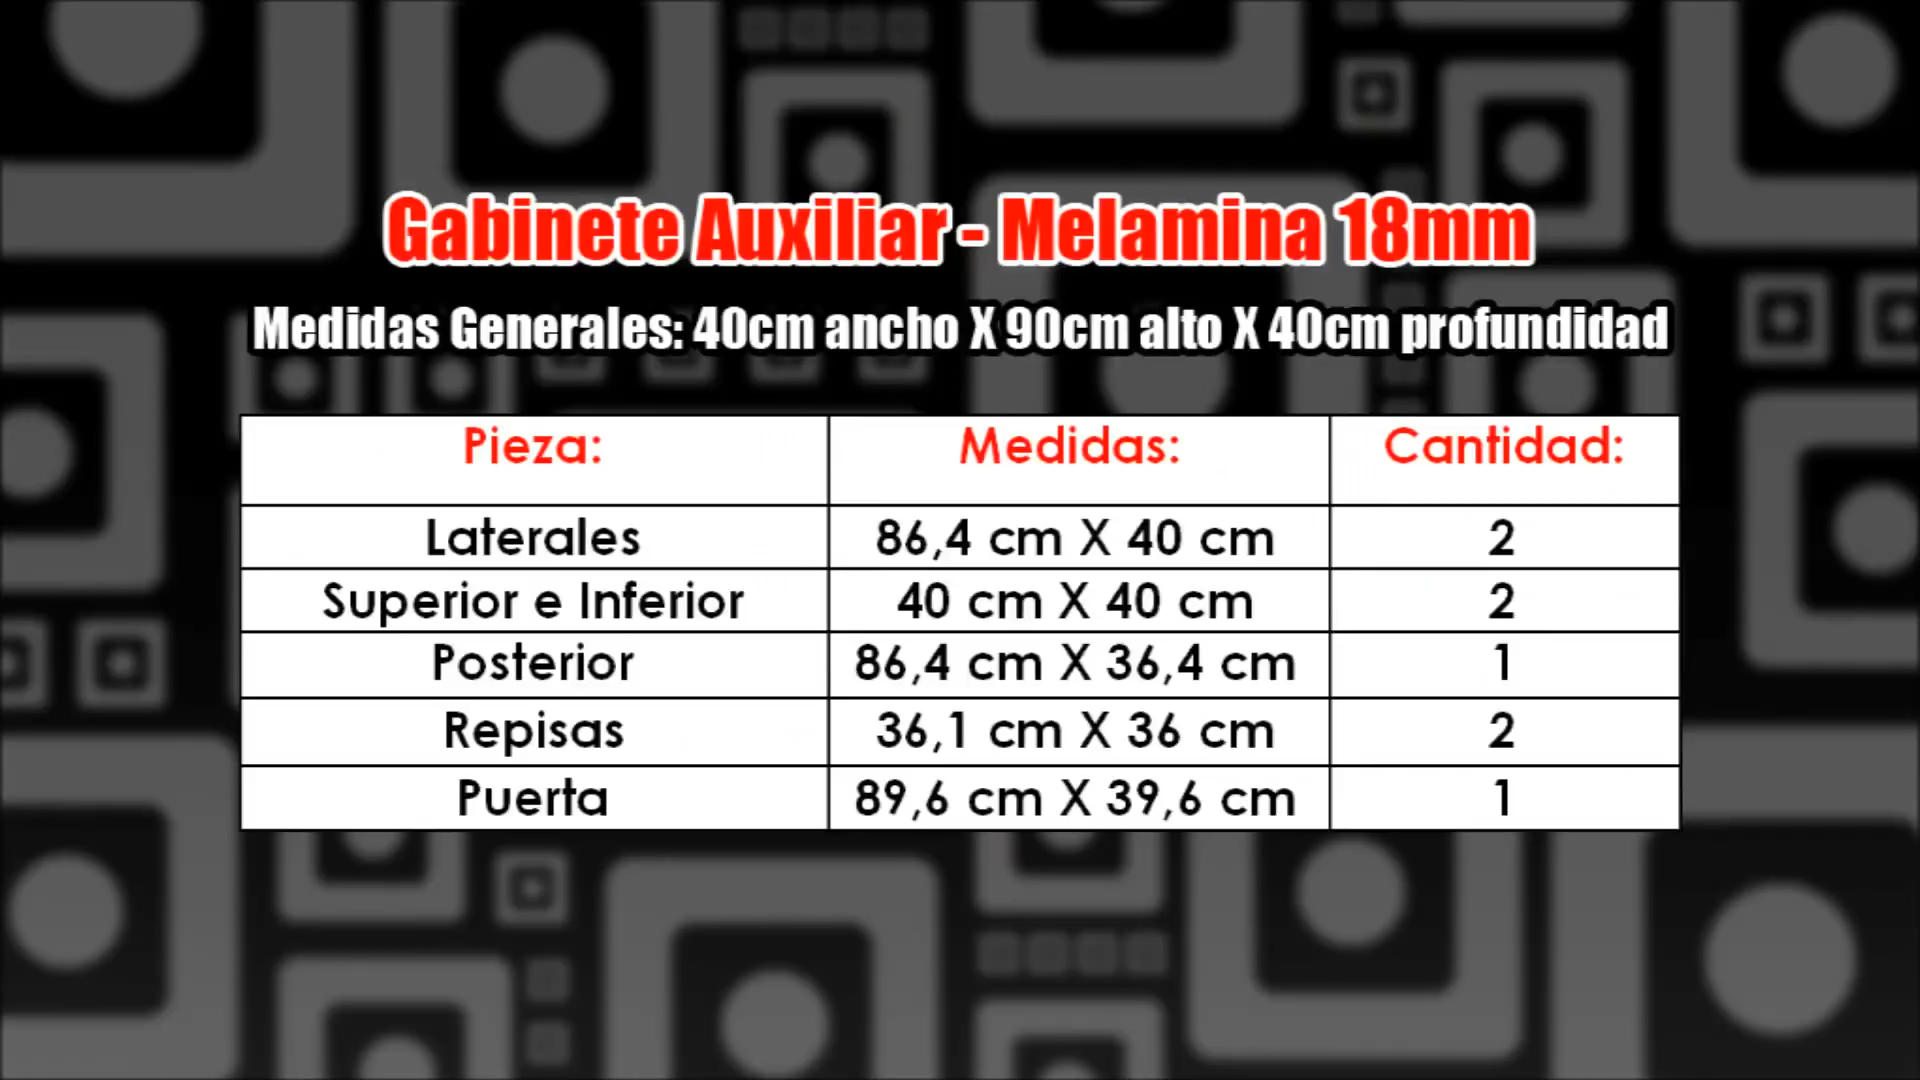 Gabinete Auxiliar - Melamina 18mm
Medidas Generales: 40cm ancho X 90cm alto X 40cm profundidad
Pieza: Medidas: Cantidad:
Laterales 86,4 cm X 40 cm 2
Superior e Inferior 40 cm X 40 cm 2
Posterior 86,4 cm X 36,4 cm 1
Repisas 36,1 cm X 36 cm 2
Puerta 89,6 cm X 39,6 cm 1